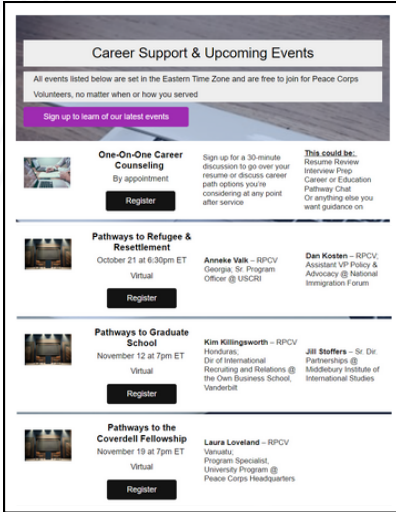 Career Support & Upcoming Events
All events listed below are set in the Eastern Time Zone and are free to join for Peace Corps
Volunteers, no matter when or how you served
Sign up to learn of our latest events
One-On-One Career
Counseling
By appointment
Register
Sign up for a 30-minute
discussion to go over your
resume or discuss career
path options you're
considering at any point
after service
This could be:
Resume Review
Interview Prep
Career or Education
Pathway Chat
Or anything else you
want guidance on
Pathways to Refugee &
Resettlement
October 21 at 6:30pm ET
Virtual
Register
Anneke Valk – RPCV
Georgia; Sr. Program
Officer @ USCRI
Dan Kosten – RPCV;
Assistant VP Policy &
Advocacy @ National
Immigration Forum
Pathways to Graduate
School
November 12 at 7pm ET
Virtual
Register
Kim Killingsworth – RPCV
Honduras;
Dir of International
Recruiting and Relations @
the Own Business School,
Vanderbilt
Jill Stoffers – Sr. Dir.
Partnerships @
Middlebury Institute of
International Studies
Pathways to the
Coverdell Fellowship
November 19 at 7pm ET
Virtual
Register
Laura Loveland – RPCV
Vanuatu;
Program Specialist,
University Program @
Peace Corps Headquarters